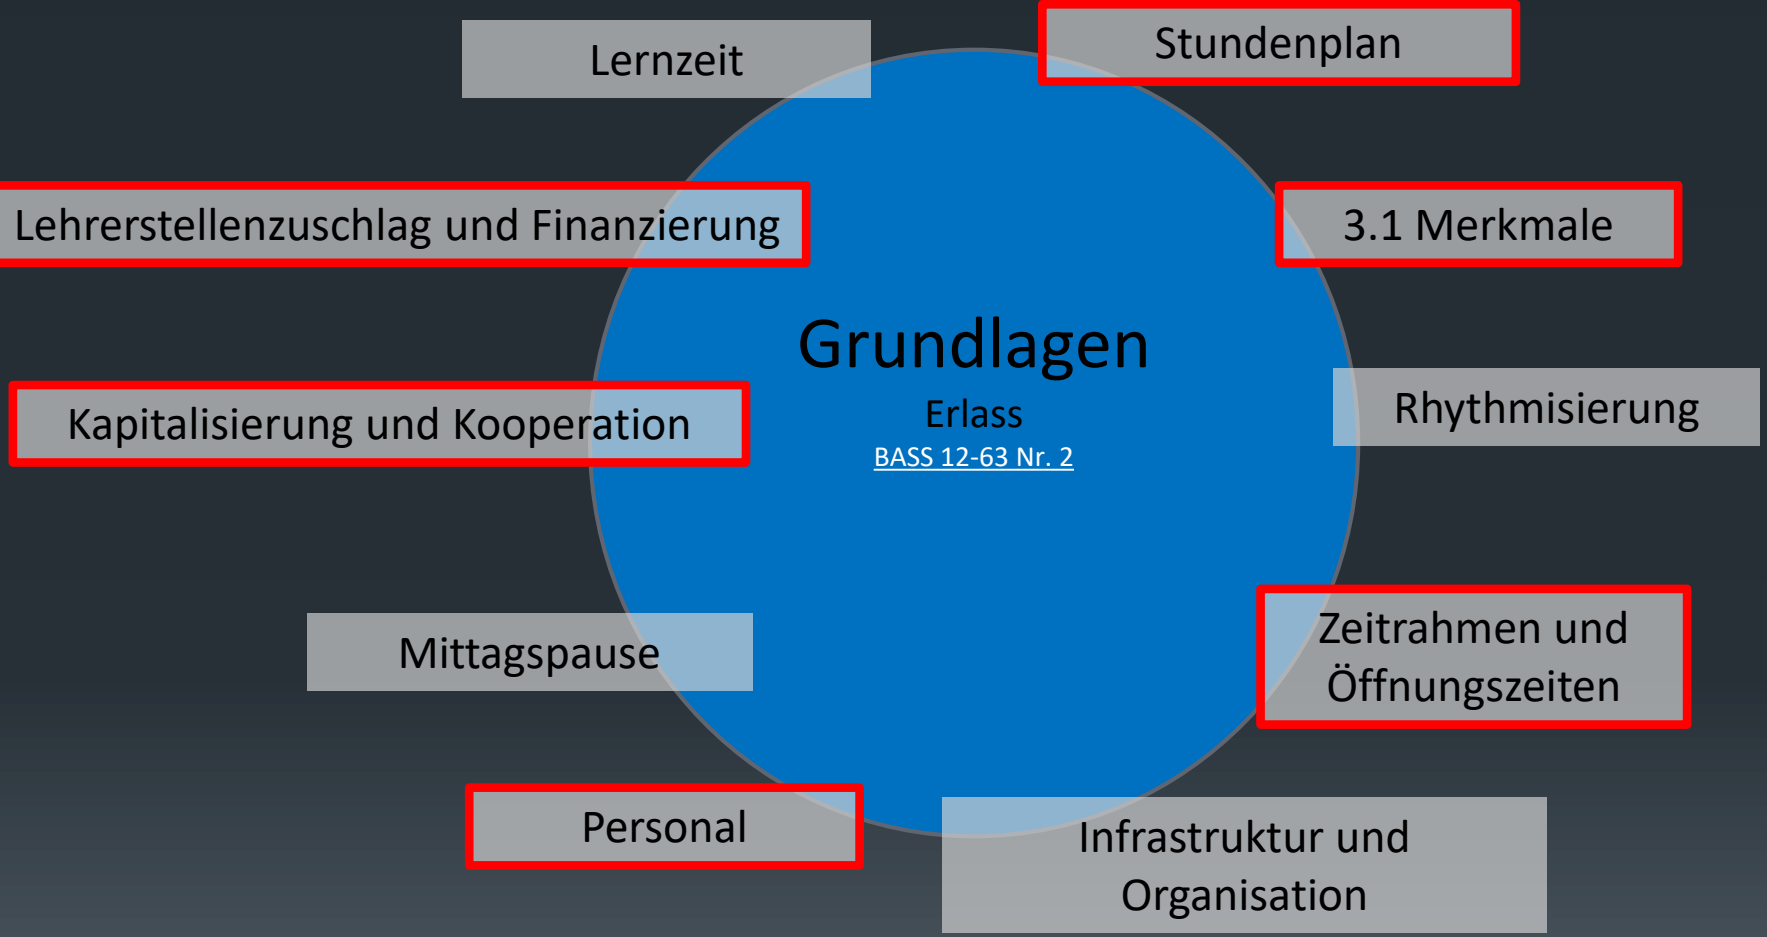 Lernzeit
Stundenplan
Lehrerstellenzuschlag und Finanzierung
3.1 Merkmale
Grundlagen
Erlass
BASS 12-63 Nr. 2
Kapitalisierung und Kooperation
Rhythmisierung
Mittagspause
Zeitrahmen und
Öffnungszeiten
Personal
Infrastruktur und
Organisation